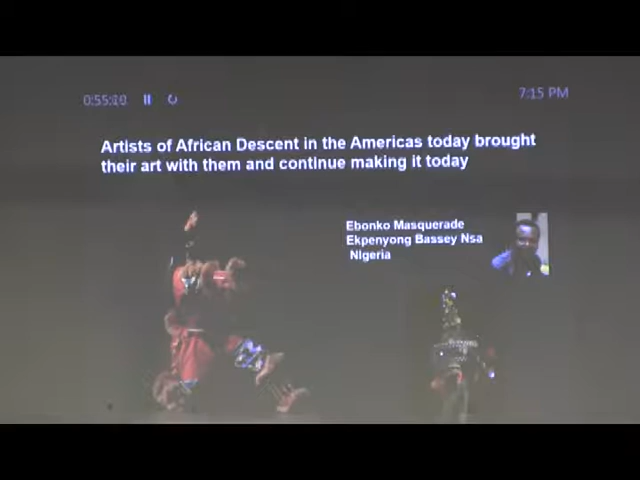 0:55:18
7:15 PM
Artists of African Descent in the Americas today brought
their art with them and continue making it today
Ebonko Masquerade
Ekpenyong Bassey Nsa
Nigeria